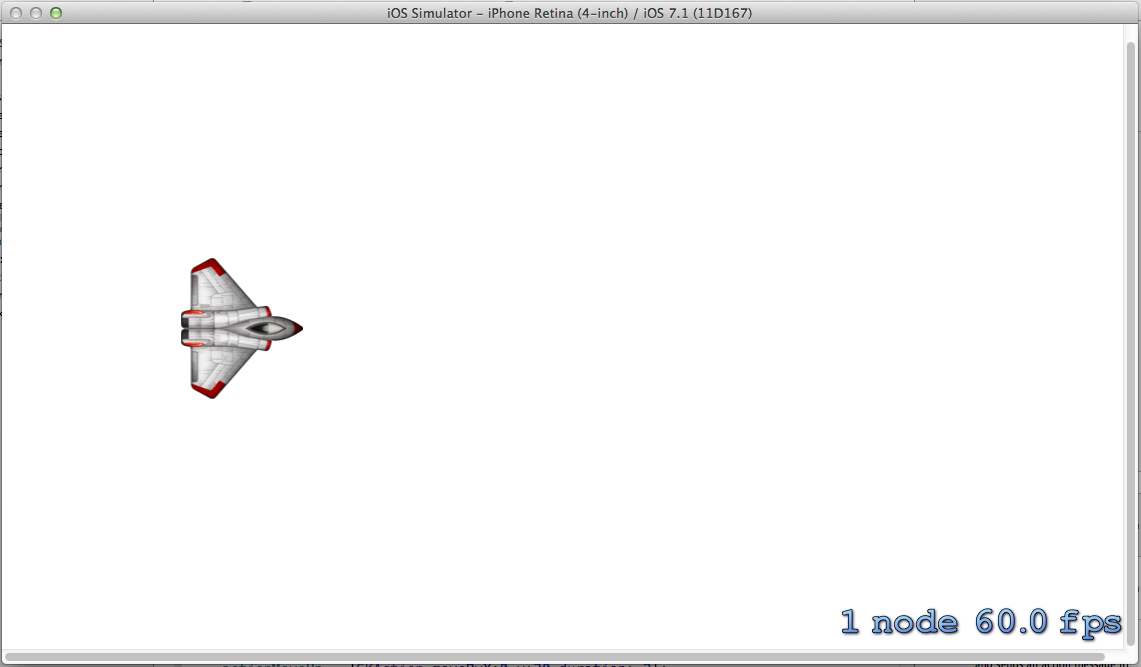 iOS Simulator - iPhone Retina (4-inch) / iOS 7.1 (11D167)
1 node 60.0 fps